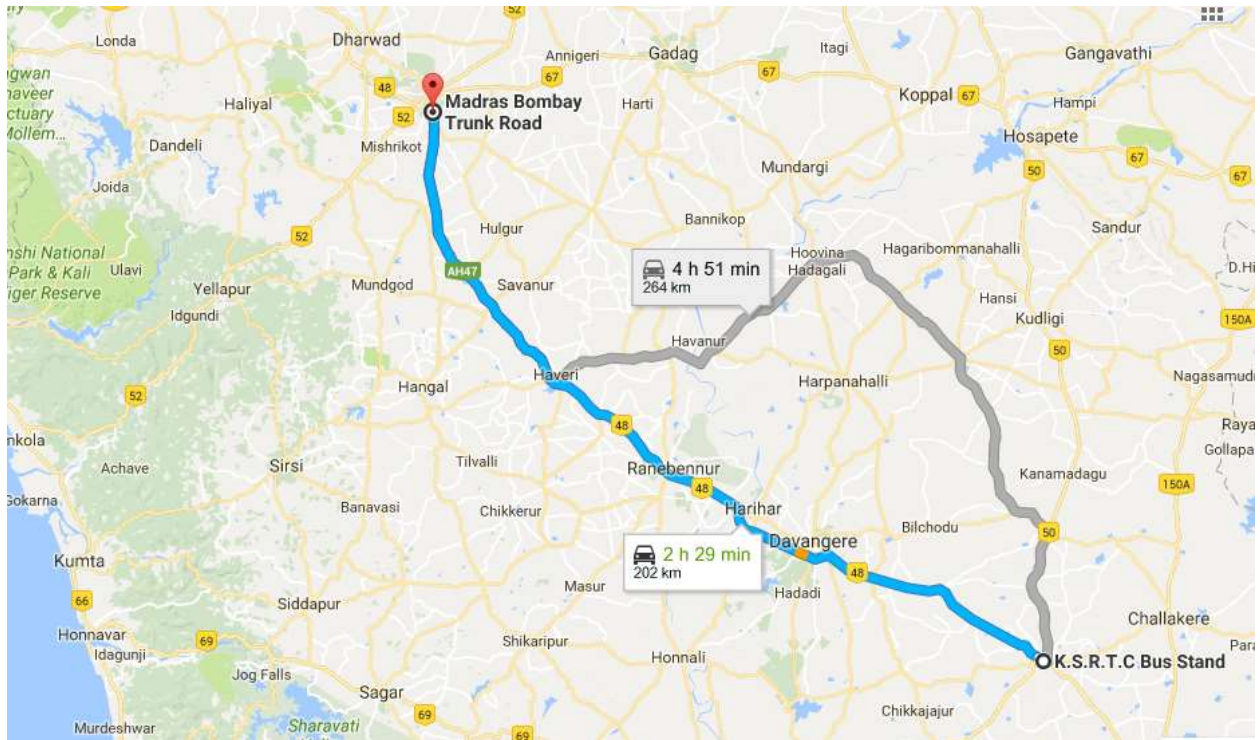 52
Londa
Dharwad
Annigeri
Gadag
Itagi
Gangavathi
ngwan
naveer
ctuary
Mollem...
Haliyal
48
52
67
Madras Bombay
Trunk Road
Harti
67
Koppal
67
Hampi
Hosapete
Dandeli
Mishrikot
67
67
Joida
Mundargi
50
Hulgur
Bannikop
Sandur
52
nshi National
Park & Kali
iger Reserve
Ulavi
Yellapur
Mundgod
AH47
Savanur
4 h 51 min
264 km
Hoovina
Hadagali
Hagaribommanahalli
D.Hi
Idgundi
Hansi
Kudligi
150A
Havanur
50
Haveri
Hangal
Harpanahalli
Nagasamudr
52
48
Raya
nkola
Achave
Sirsi
Tilvalli
Ranebennur
Gollapa
Kanamadagu
150A
Gokarna
Banavasi
Chikkerur
48
Harihar
Bilchodu
50
Kumta
2 h 29 min
202 km
Davangere
48
Masur
Hadadi
66
Siddapur
Challakere
Honnavar
69
Shikaripur
Honnali
Para
Idagunji
Jog Falls
K.S.R.T.C Bus Stand
Sagar
69
Chikkajajur
Murdeshwar
Sharavati
69